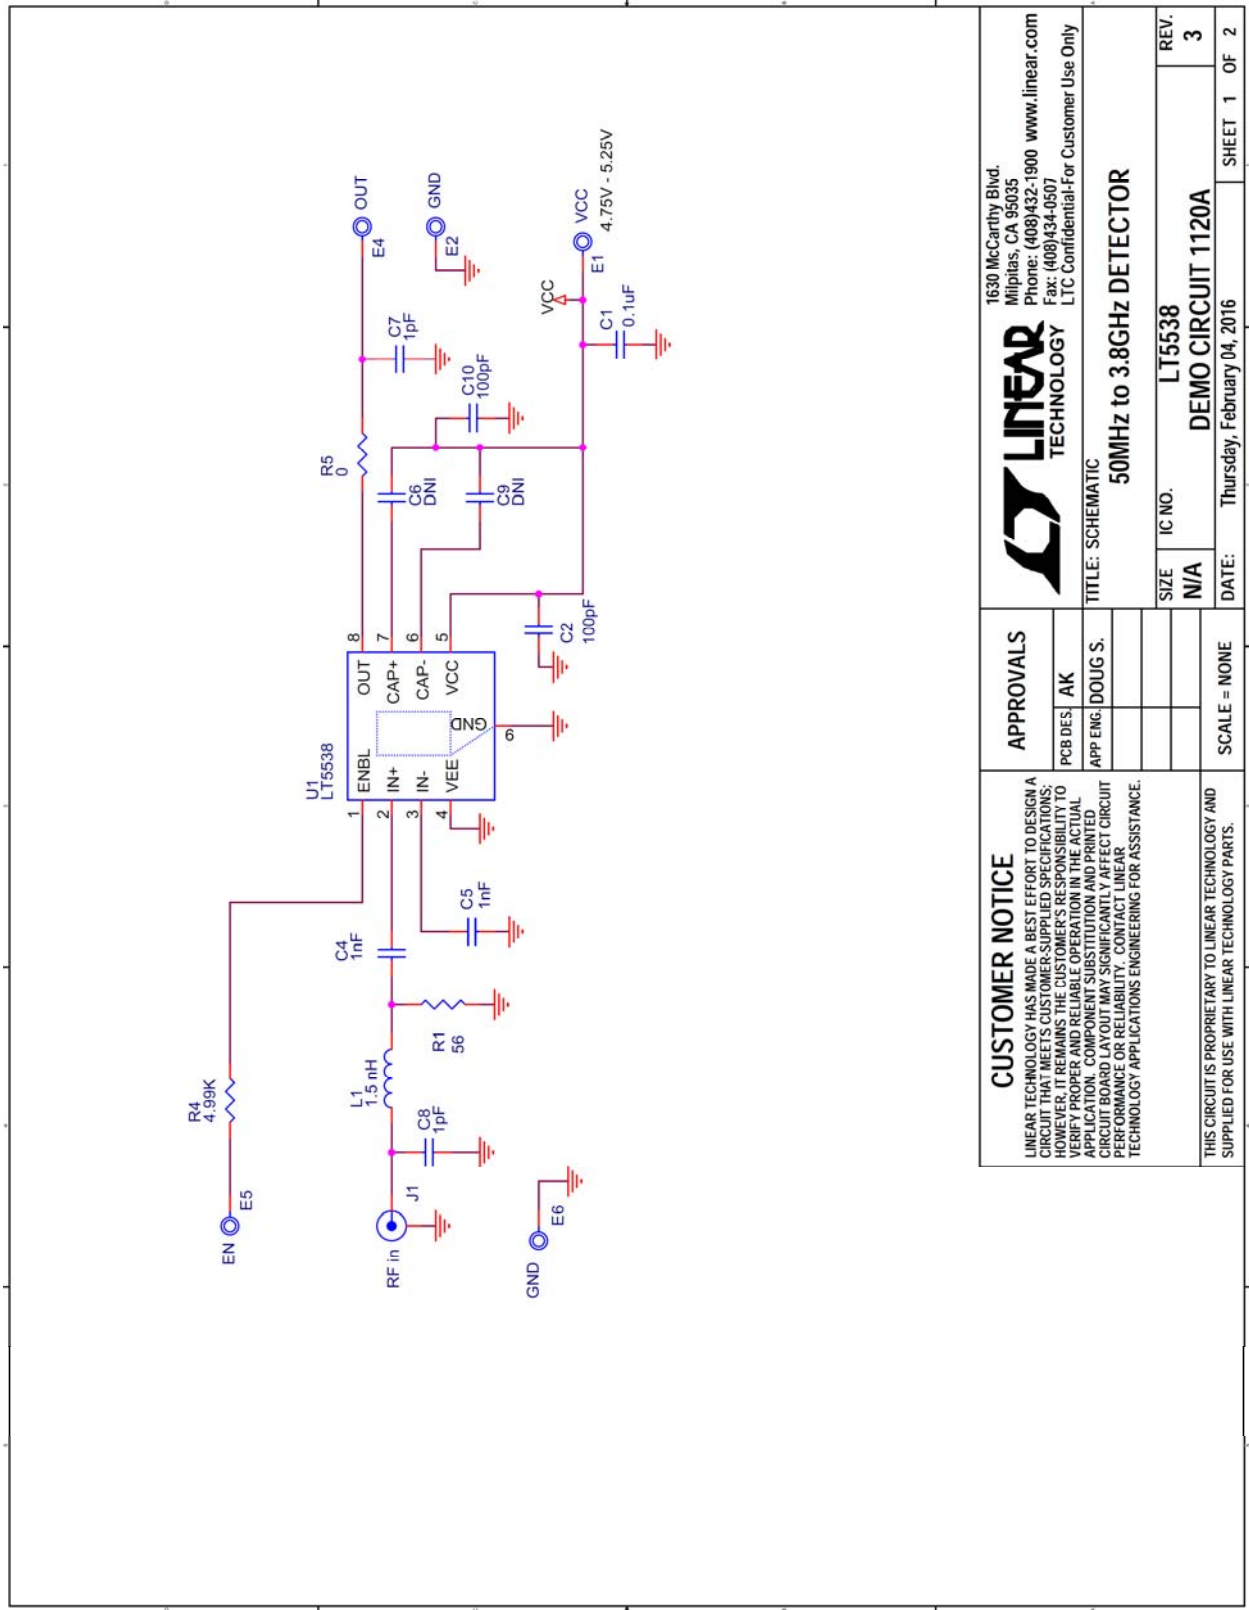 EN
E5
R4
4.99K
RF in
J1
C8
1pF
L1
1.5 nH
R1
56
C4
1nF
C5
1nF
GND
E6
U1
LT5538
1
2
3
4
ENBL
IN+
IN-
VEE
OUT
CAP+
CAP-
VCC
GND
8
7
6
5
9
R5
0
C6
DNI
C9
DNI
C10
100pF
C7
1pF
C2
100pF
VCC
C1
0.1uF
E4
OUT
E2
GND
E1
VCC
4.75V - 5.25V
CUSTOMER NOTICE
LINEAR TECHNOLOGY HAS MADE A BEST EFFORT TO DESIGN A
CIRCUIT THAT MEETS CUSTOMER-SUPPLIED SPECIFICATIONS;
HOWEVER, IT REMAINS THE CUSTOMER'S RESPONSIBILITY TO
VERIFY PROPER AND RELIABLE OPERATION IN THE ACTUAL
APPLICATION. COMPONENT SUBSTITUTION AND PRINTED
CIRCUIT BOARD LAYOUT MAY SIGNIFICANTLY AFFECT CIRCUIT
PERFORMANCE OR RELIABILITY. CONTACT LINEAR
TECHNOLOGY APPLICATIONS ENGINEERING FOR ASSISTANCE.
THIS CIRCUIT IS PROPRIETARY TO LINEAR TECHNOLOGY AND
SUPPLIED FOR USE WITH LINEAR TECHNOLOGY PARTS.
APPROVALS
PCB DES. AK
APP ENG. DOUG S.
SCALE = NONE
LINEAR
TECHNOLOGY
1630 McCarthy Blvd.
Milpitas, CA 95035
Phone: (408)432-1900 www.linear.com
Fax: (408)434-0507
LTC Confidential-For Customer Use Only
TITLE: SCHEMATIC
50MHz to 3.8GHz DETECTOR
SIZE
N/A
IC NO.
LT5538
DEMO CIRCUIT 1120A
REV.
3
DATE: Thursday, February 04, 2016
SHEET 1 OF 2